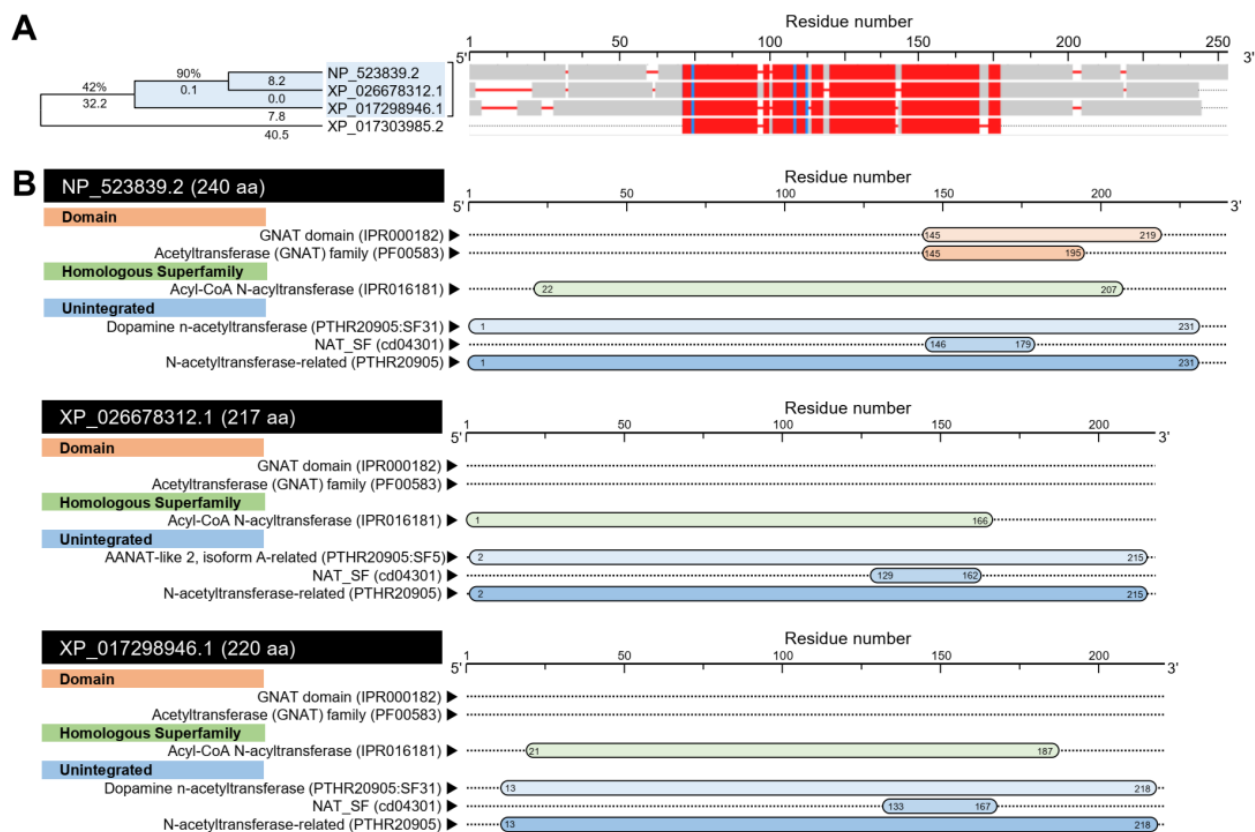 A
Residue number
5' 50 100 150 200 250 3'
90% 8.2 NP_523839.2
42% 0.1 XP_026678312.1
32.2 0.0 XP_017298946.1
7.8 XP_017303985.2
40.5
B
NP_523839.2 (240 aa)
Residue number
5' 1 50 100 150 200 3'
Domain
GNAT domain (IPR000182) 145 219
Acetyltransferase (GNAT) family (PF00583) 145 195
Homologous Superfamily
Acyl-CoA N-acyltransferase (IPR016181) 22 207
Unintegrated
Dopamine n-acetyltransferase (PTHR20905:SF31) 1 231
NAT_SF (cd04301) 146 179
N-acetyltransferase-related (PTHR20905) 1 231
XP_026678312.1 (217 aa)
Residue number
5' 1 50 100 150 200 3'
Domain
GNAT domain (IPR000182)
Acetyltransferase (GNAT) family (PF00583)
Homologous Superfamily
Acyl-CoA N-acyltransferase (IPR016181) 1 166
Unintegrated
AANAT-like 2, isoform A-related (PTHR20905:SF5) 2 215
NAT_SF (cd04301) 129 162
N-acetyltransferase-related (PTHR20905) 2 215
XP_017298946.1 (220 aa)
Residue number
5' 1 50 100 150 200 3'
Domain
GNAT domain (IPR000182)
Acetyltransferase (GNAT) family (PF00583)
Homologous Superfamily
Acyl-CoA N-acyltransferase (IPR016181) 21 187
Unintegrated
Dopamine n-acetyltransferase (PTHR20905:SF31) 13 218
NAT_SF (cd04301) 133 167
N-acetyltransferase-related (PTHR20905) 13 218